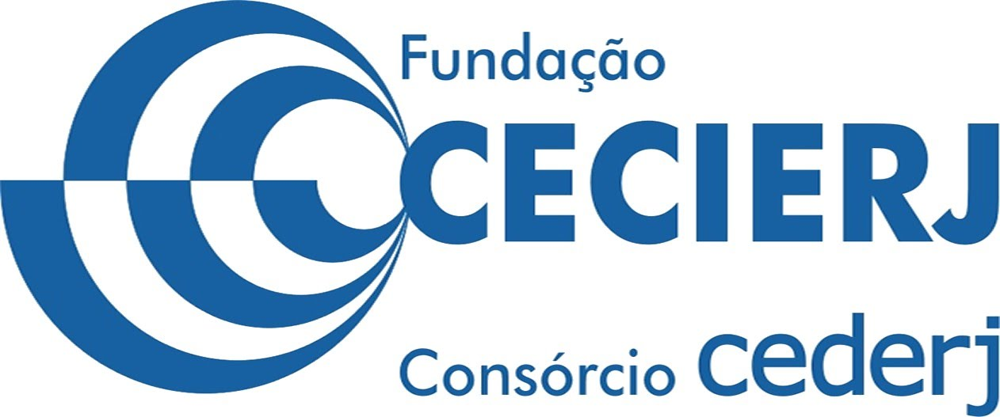 Fundação
CECIERJ
Consórcio cederj